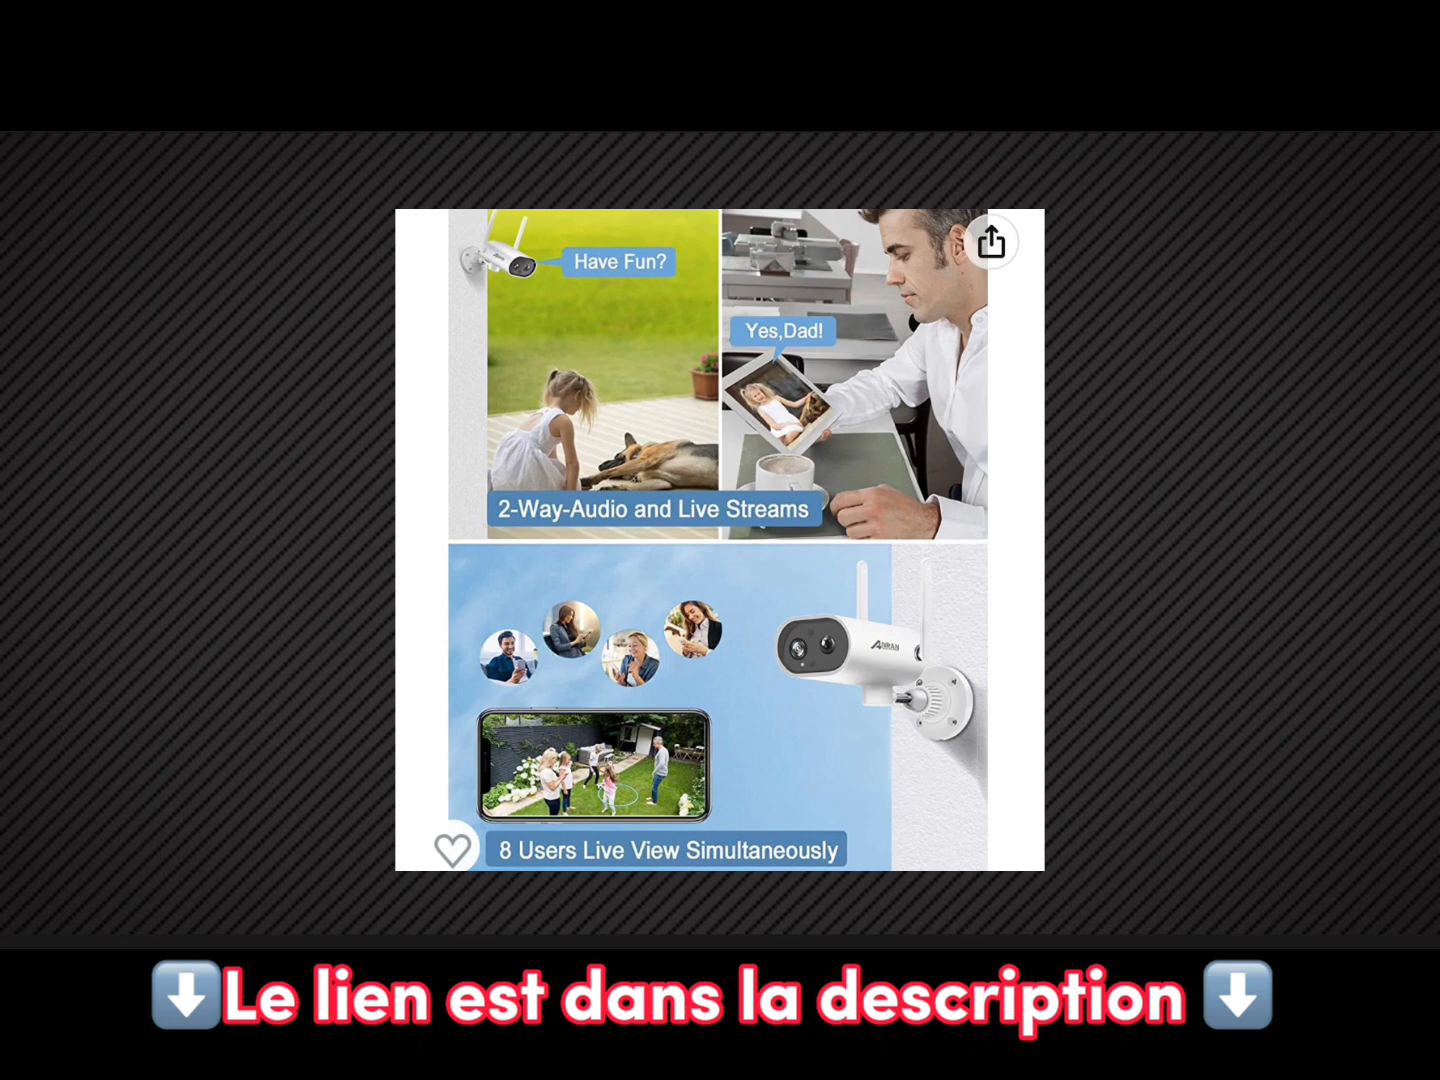 Have Fun?
Yes,Dad!
2-Way-Audio and Live Streams
ANRAN
8 Users Live View Simultaneously
⬇️Le lien est dans la description ⬇️